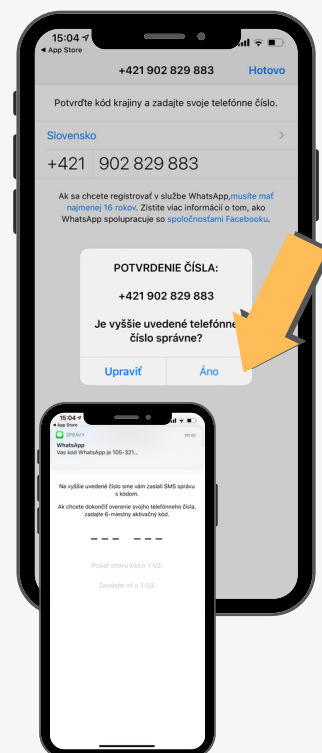 15:04
App Store
+421 902 829 883 Hotovo
Potvrďte kód krajiny a zadajte svoje telefónne číslo.
Slovensko
+421 902 829 883
Ak sa chcete registrovať v službe WhatsApp,musíte mať
najmenej 16 rokov. Zistite viac informácií o tom, ako
WhatsApp spolupracuje so spoločnosťami Facebooku.
POTVRDENIE ČÍSLA:
+421 902 829 883
Je vyššie uvedené telefónne
číslo správne?
Upraviť Áno
15:04
App Store
SPRÁVY teraz
WhatsApp
Vas kod WhatsApp je 105-321...
Na vyššie uvedené číslo sme vám zaslali SMS správu
s kódom.
Ak chcete dokončiť overenie svojho telefónneho čísla,
zadajte 6-miestny aktivačný kód.
Poslať znovu kód o 1:03.
Zavolajte mi o 1:03.